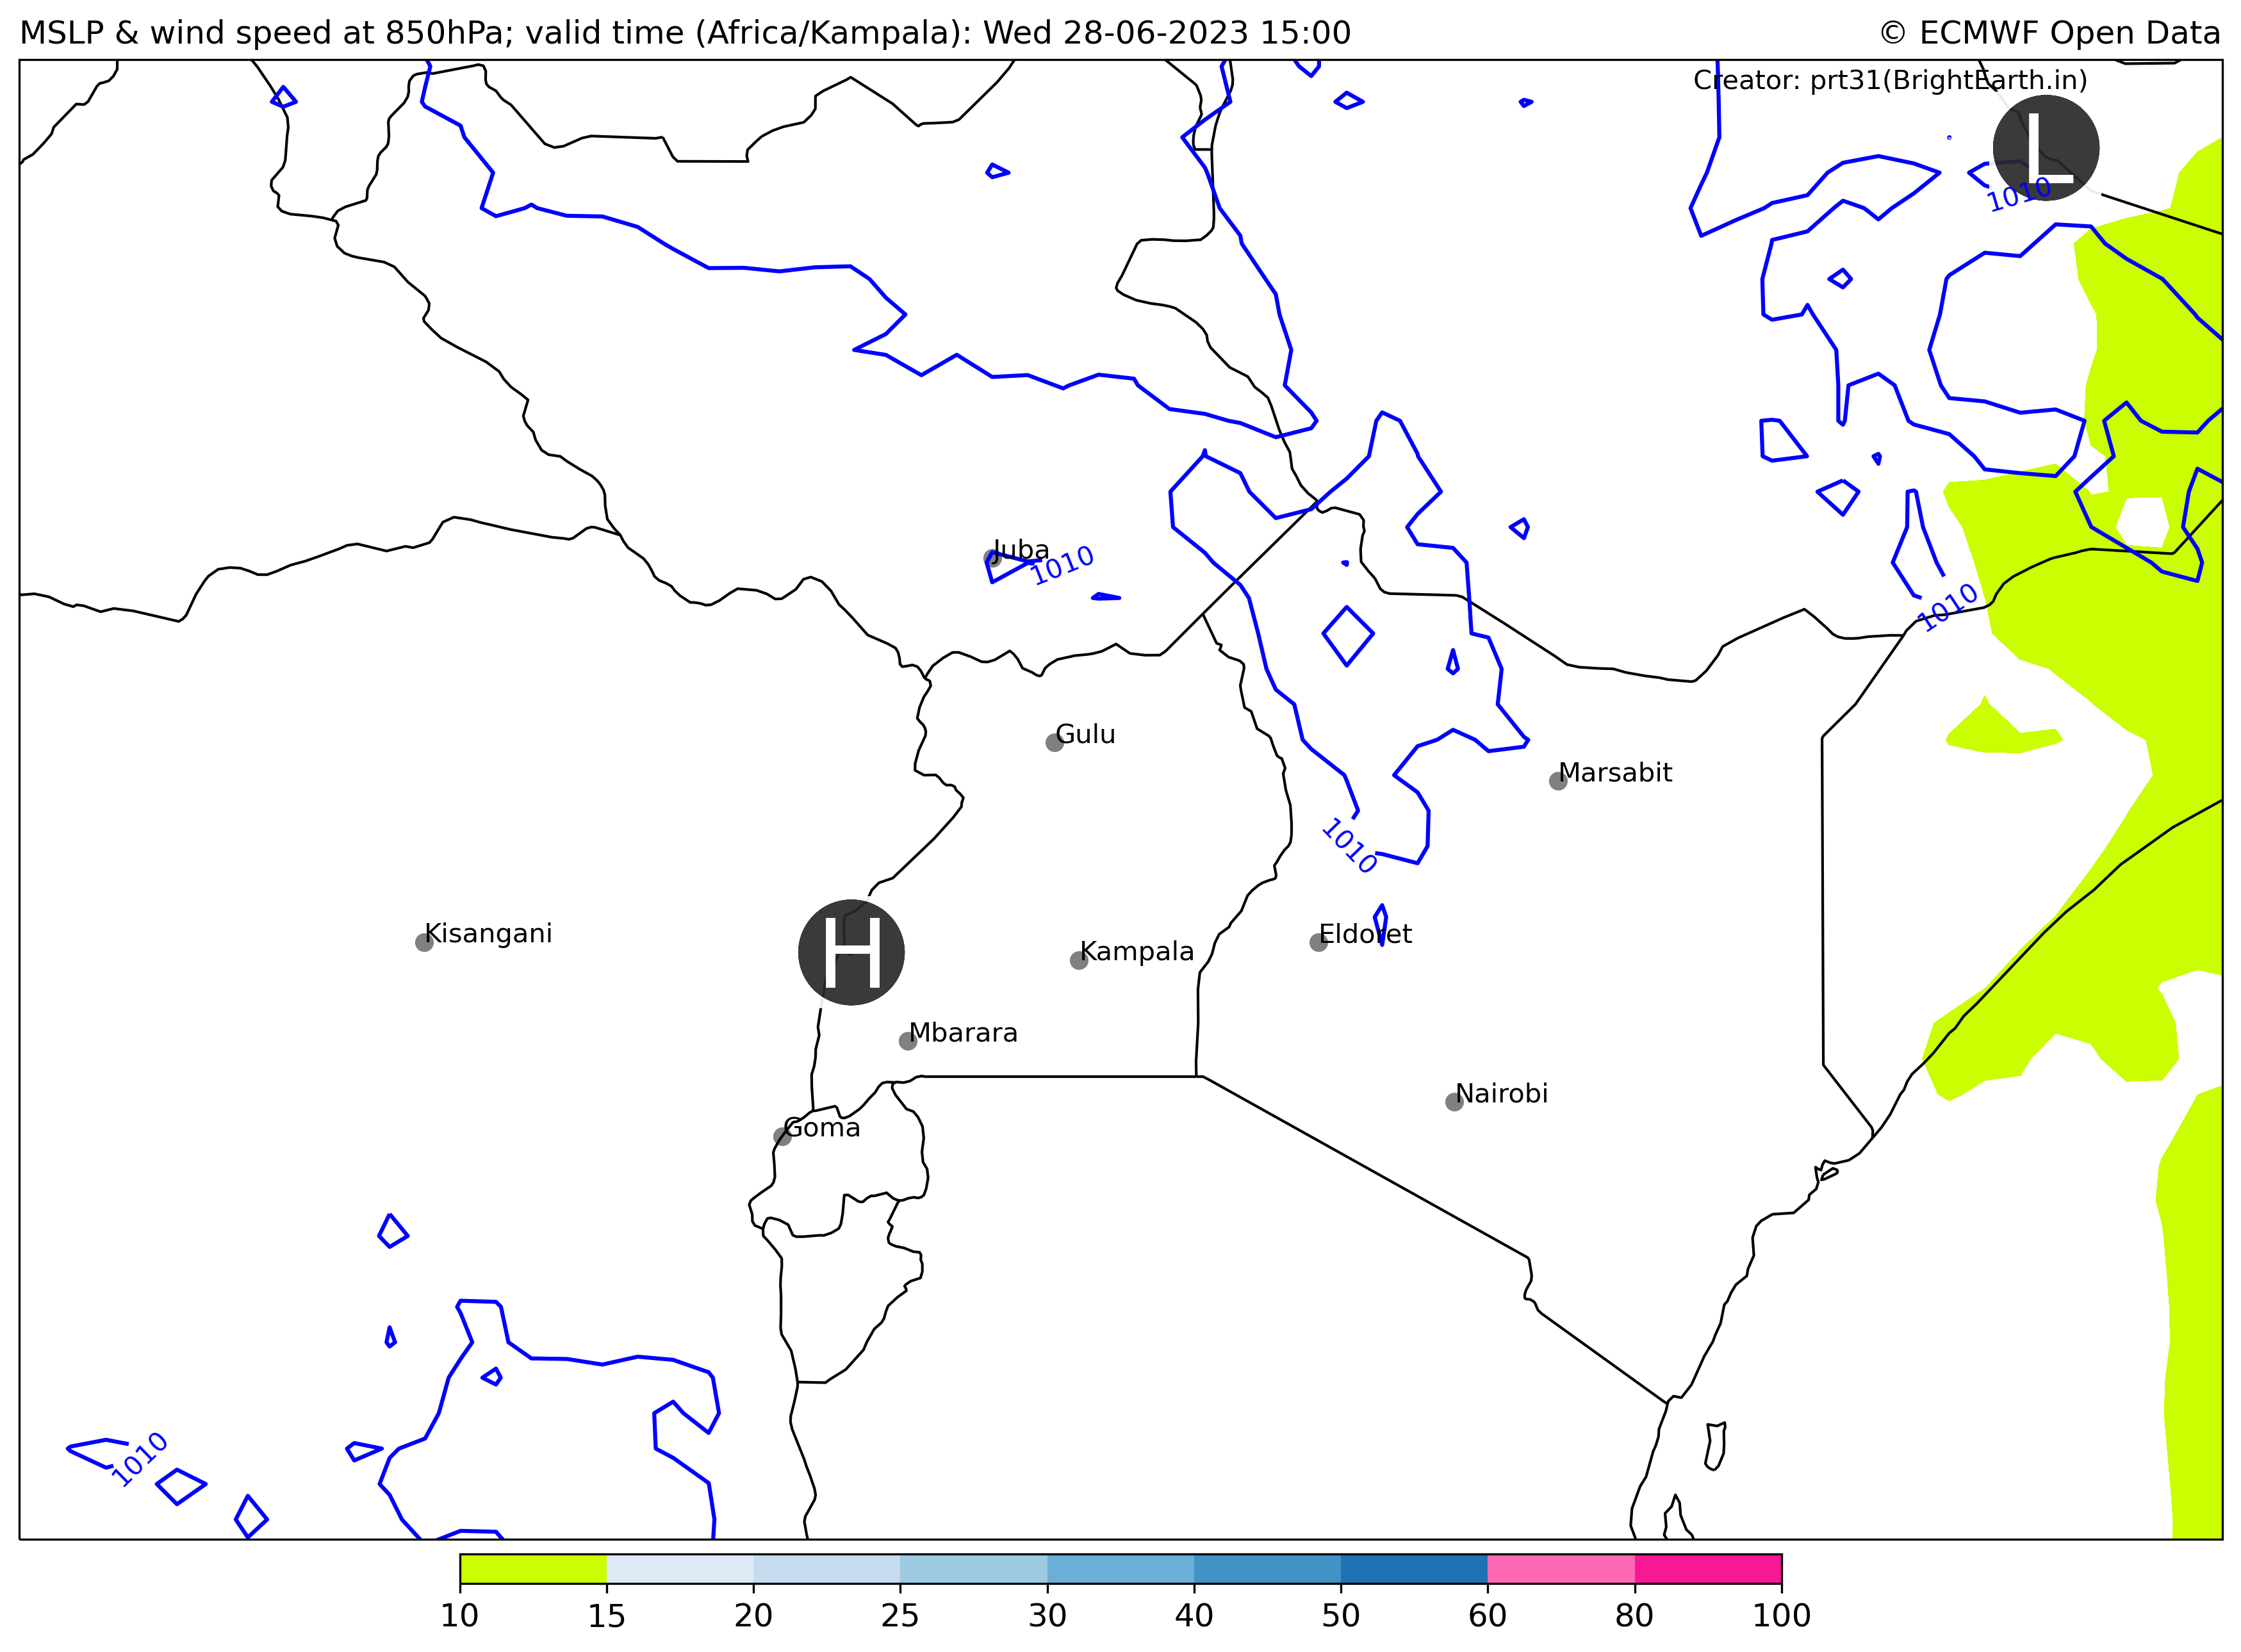 MSLP & wind speed at 850hPa; valid time (Africa/Kampala): Wed 28-06-2023 15:00
© ECMWF Open Data
Creator: prt31(BrightEarth.in)
L
1010
Juba
1010
1010
Gulu
Marsabit
1010
Kisangani
H
Kampala
Eldoret
Mbarara
Nairobi
Goma
1010
10 15 20 25 30 40 50 60 80 100